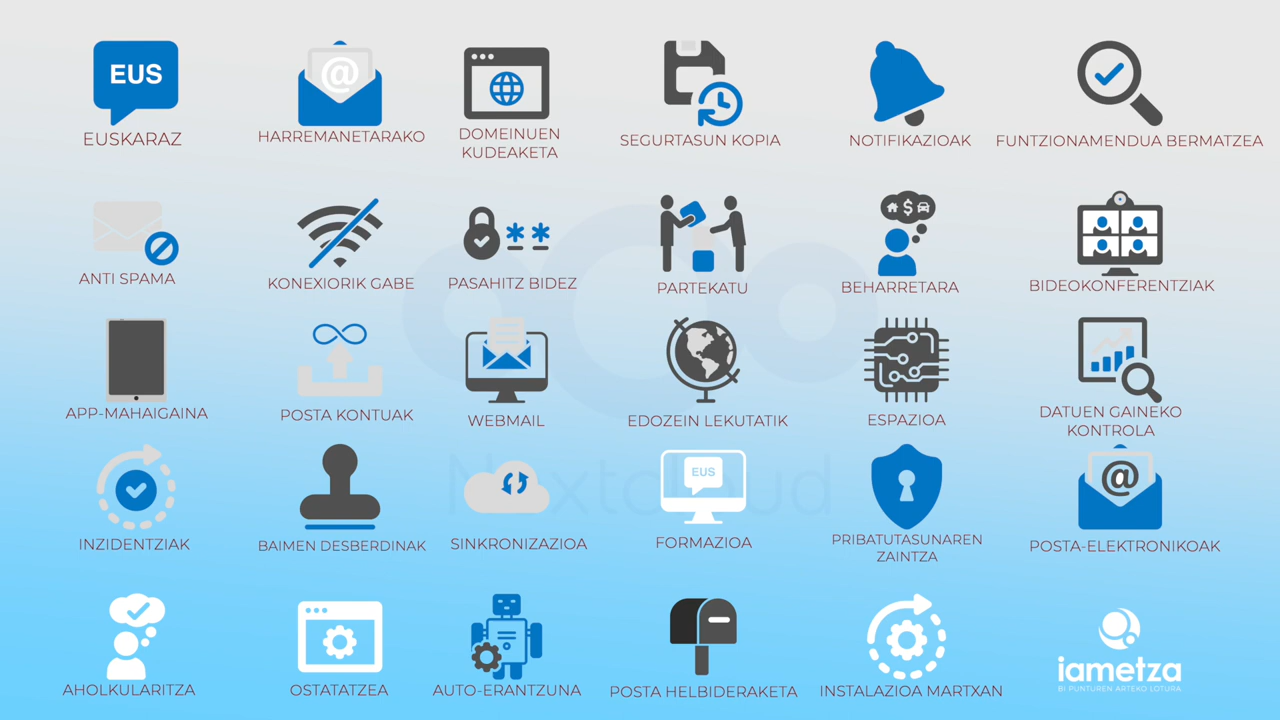 EUS
EUSKARAZ
@
HARREMANETARAKO
DOMEINUEN
KUDEAKETA
SEGURTASUN KOPIA
NOTIFIKAZIOAK
FUNTZIONAMENDUA BERMATZEA
ANTI SPAMA
KONEXIORIK GABE
**
PASAHITZ BIDEZ
PARTEKATU
$
BEHARRETARA
BIDEOKONFERENTZIAK
APP-MAHAIGAINA
POSTA KONTUAK
WEBMAIL
EDOZEIN LEKUTATIK
ESPAZIOA
DATUEN GAINEKO
KONTROLA
INZIDENTZIAK
BAIMEN DESBERDINAK
Nextcloud
SINKRONIZAZIOA
EUS
FORMAZIOA
PRIBATUTASUNAREN
ZAINTZA
@
POSTA-ELEKTRONIKOAK
AHOLKULARITZA
OSTATATZEA
AUTO-ERANTZUNA
POSTA HELBIDERAKETA
INSTALAZIOA MARTXAN
iametza
BI PUNTUREN ARTEKO LOTURA